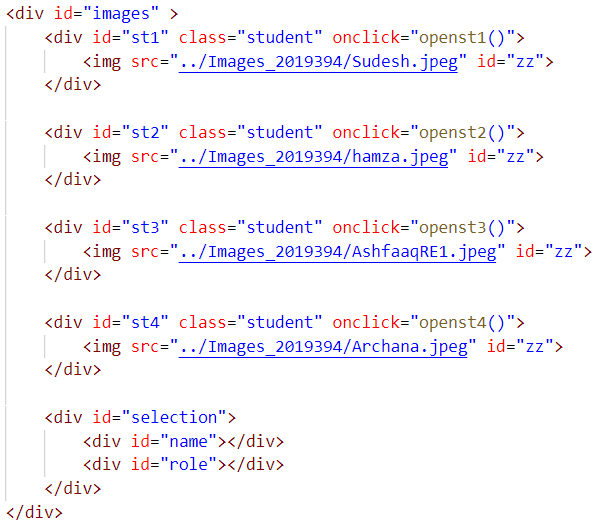 <div id="images" >
<div id="st1" class="student" onclick="openst1()">
<img src="../Images_2019394/Sudesh.jpeg" id="zz">
</div>
<div id="st2" class="student" onclick="openst2()">
<img src="../Images_2019394/hamza.jpeg" id="zz">
</div>
<div id="st3" class="student" onclick="openst3()">
<img src="../Images_2019394/AshfaaqRE1.jpeg" id="zz">
</div>
<div id="st4" class="student" onclick="openst4()">
<img src="../Images_2019394/Archana.jpeg" id="zz">
</div>
<div id="selection">
<div id="name"></div>
<div id="role"></div>
</div>
</div>